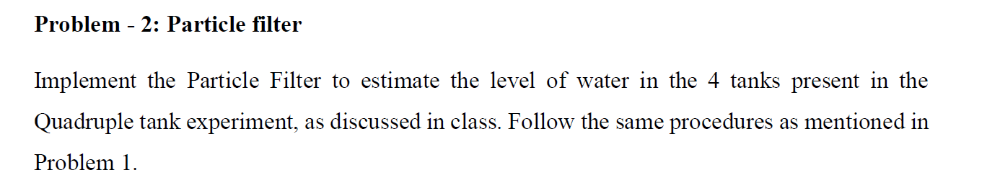 Problem - 2: Particle filter
Implement the Particle Filter to estimate the level of water in the 4 tanks present in the
Quadruple tank experiment, as discussed in class. Follow the same procedures as mentioned in
Problem 1.